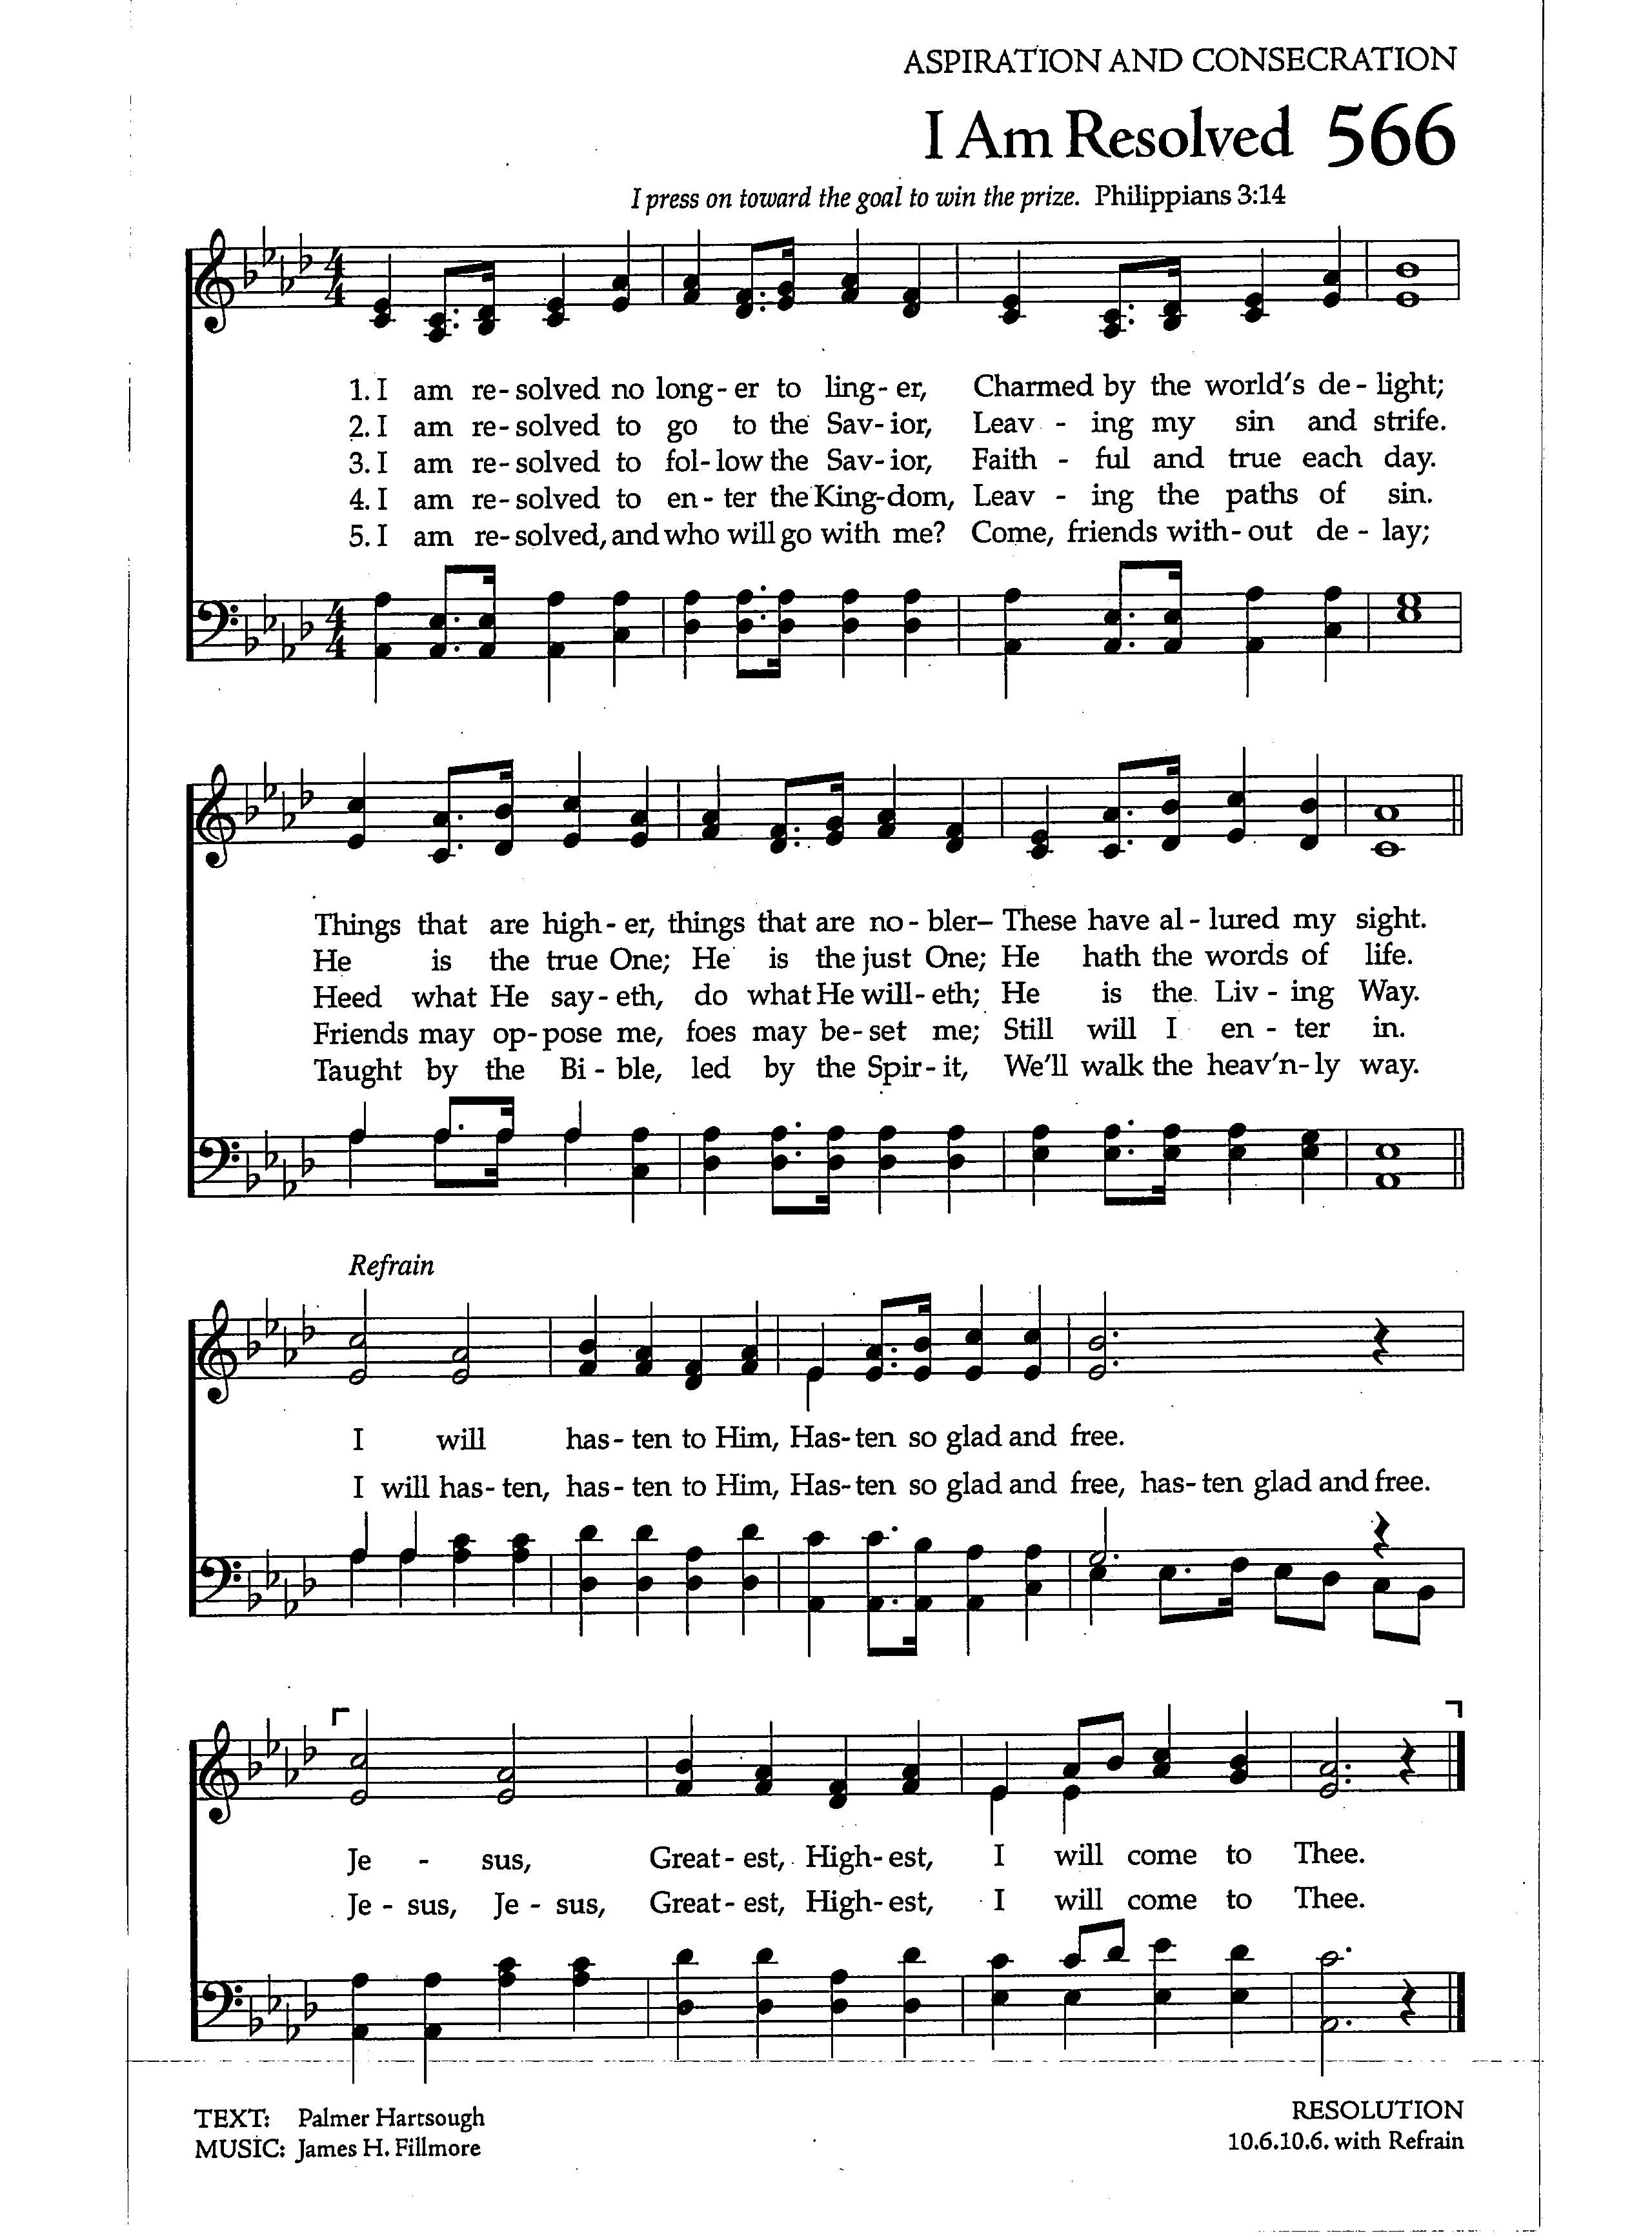 ASPIRATION AND CONSECRATION
I Am Resolved 566
I press on toward the goal to win the prize. Philippians 3:14
1. I am re-solved no long-er to ling-er, Charmed by the world's de-light;
2. I am re-solved to go to the Sav-ior, Leav-ing my sin and strife.
3. I am re-solved to fol-low the Sav-ior, Faith-ful and true each day.
4. I am re-solved to en-ter the King-dom, Leav-ing the paths of sin.
5. I am re-solved, and who will go with me? Come, friends with-out de-lay;
Things that are high-er, things that are no-bler– These have al-lured my sight.
He is the true One; He is the just One; He hath the words of life.
Heed what He say-eth, do what He will-eth; He is the Liv-ing Way.
Friends may op-pose me, foes may be-set me; Still will I en-ter in.
Taught by the Bi-ble, led by the Spir-it, We'll walk the heav'n-ly way.
Refrain
I will has-ten to Him, Has-ten so glad and free.
I will has-ten, has-ten to Him, Has-ten so glad and free, has-ten glad and free.
Je-sus, Great-est, High-est, I will come to Thee.
Je-sus, Je-sus, Great-est, High-est, I will come to Thee.
TEXT: Palmer Hartsough
MUSIC: James H. Fillmore
RESOLUTION
10.6.10.6. with Refrain